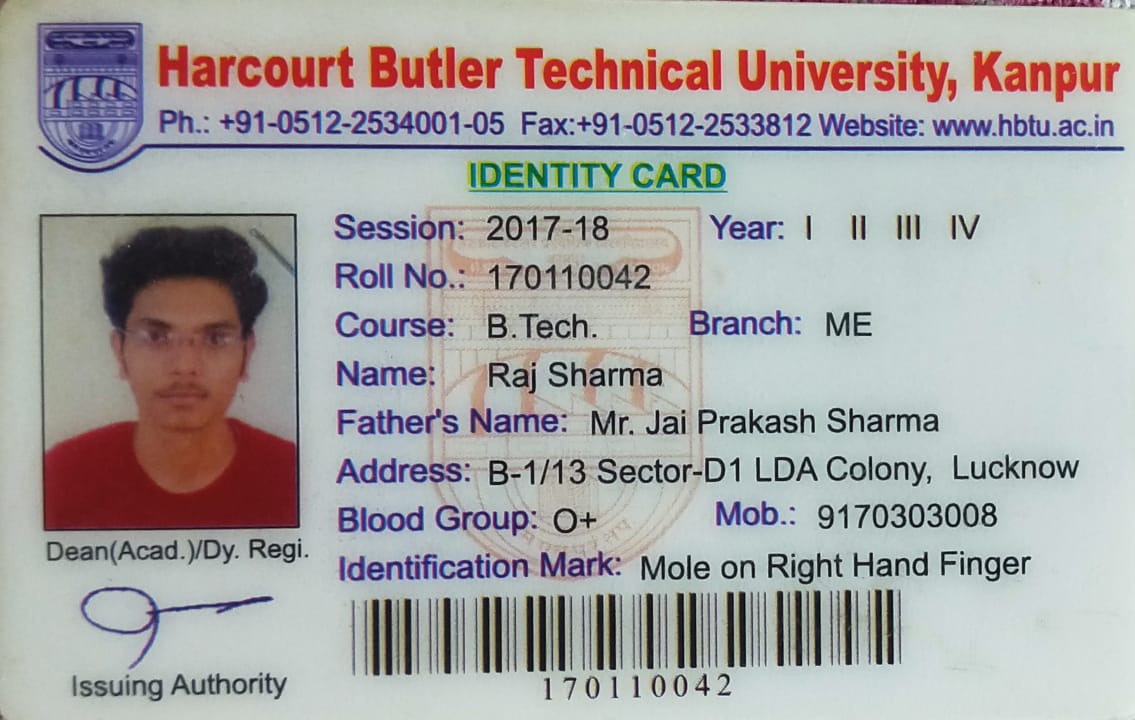 Harcourt Butler Technical University, Kanpur
Ph.: +91-0512-2534001-05 Fax:+91-0512-2533812 Website: www.hbtu.ac.in
IDENTITY CARD
Session: 2017-18 Year: I II III IV
Roll No.: 170110042
Course: B.Tech. Branch: ME
Name: Raj Sharma
Father's Name: Mr. Jai Prakash Sharma
Address: B-1/13 Sector-D1 LDA Colony, Lucknow
Blood Group: O+ Mob.: 9170303008
Identification Mark: Mole on Right Hand Finger
Dean(Acad.)/Dy. Regi.
Issuing Authority
170110042